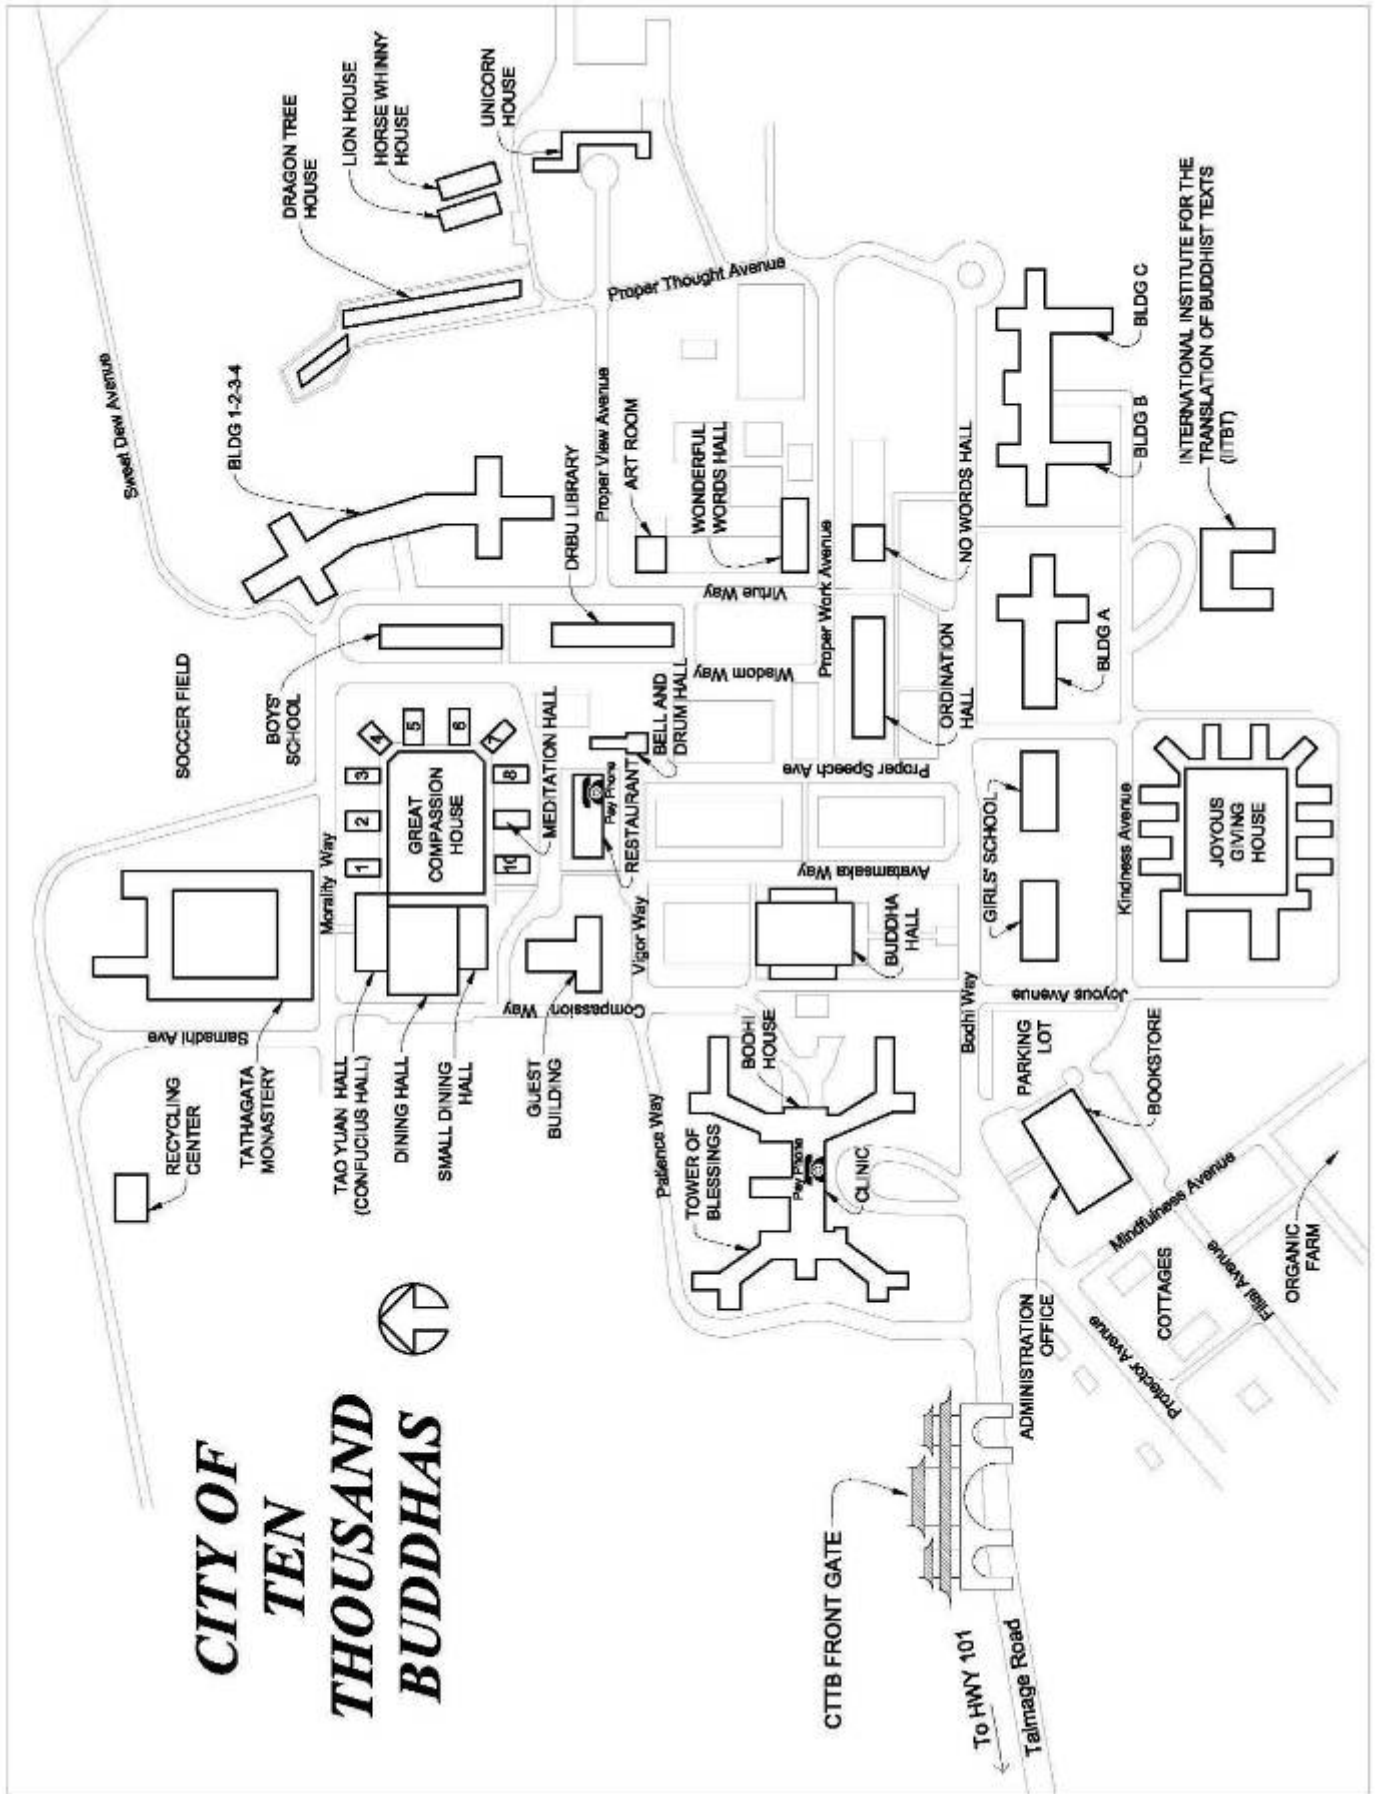 CITY OF
TEN
THOUSAND
BUDDHAS
Sweet Dew Avenue
SOCCER FIELD
BLDG 1-2-3-4
DRAGON TREE
HOUSE
LION HOUSE
HORSE WHINNY
HOUSE
UNICORN
HOUSE
BOYS'
SCHOOL
DRBU LIBRARY
Proper View Avenue
Proper Thought Avenue
ART ROOM
WONDERFUL
WORDS HALL
Virtue Way
Wisdom Way
Proper Work Avenue
NO WORDS HALL
ORDINATION
HALL
Proper Speech Ave
BELL AND
DRUM HALL
RESTAURANT
Pay Phone
MEDITATION HALL
GREAT
COMPASSION
HOUSE
1
2
3
4
5
6
7
8
10
Morality Way
Samadhi Ave
RECYCLING
CENTER
TATHAGATA
MONASTERY
TAO YUAN HALL
(CONFUCIUS HALL)
DINING HALL
SMALL DINING
HALL
GUEST
BUILDING
Compassion Way
Vigor Way
Avatamsaka Way
BUDDHA
HALL
Bodhi Way
Patience Way
TOWER OF
BLESSINGS
BODHI
HOUSE
Pay Phone
CLINIC
GIRLS' SCHOOL
Joyous Avenue
Kindness Avenue
JOYOUS
GIVING
HOUSE
BLDG A
BLDG B
BLDG C
INTERNATIONAL INSTITUTE FOR THE
TRANSLATION OF BUDDHIST TEXTS
(IITBT)
PARKING
LOT
BOOKSTORE
ADMINISTRATION
OFFICE
Mindfulness Avenue
COTTAGES
Filial Avenue
Protector Avenue
ORGANIC
FARM
CTTB FRONT GATE
To HWY 101
Talmage Road